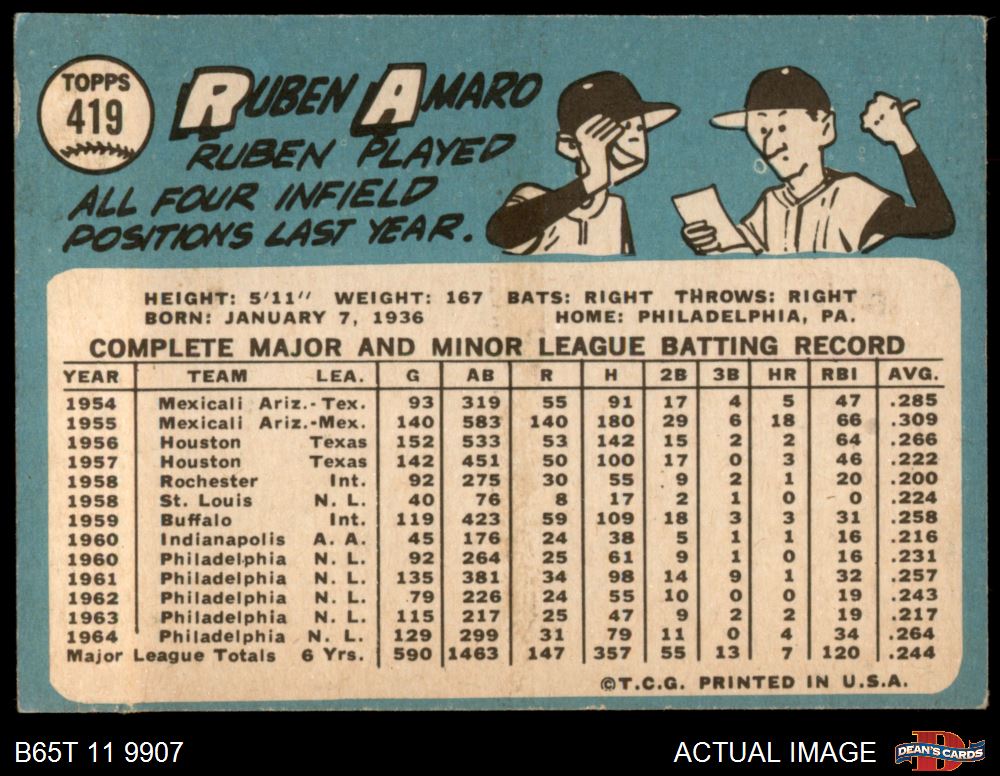 TOPPS
419
RUBEN AMARO
RUBEN PLAYED
ALL FOUR INFIELD
POSITIONS LAST YEAR.
HEIGHT: 5'11" WEIGHT: 167 BATS: RIGHT THROWS: RIGHT
BORN: JANUARY 7, 1936 HOME: PHILADELPHIA, PA.
COMPLETE MAJOR AND MINOR LEAGUE BATTING RECORD
YEAR TEAM LEA. G AB R H 2B 3B HR RBI AVG.
1954 Mexicali Ariz.-Tex. 93 319 55 91 17 4 5 47 .285
1955 Mexicali Ariz.-Mex. 140 583 140 180 29 6 18 66 .309
1956 Houston Texas 152 533 53 142 15 2 2 64 .266
1957 Houston Texas 142 451 50 100 17 0 3 46 .222
1958 Rochester Int. 92 275 30 55 9 2 1 20 .200
1958 St. Louis N. L. 40 76 8 17 2 1 0 0 .224
1959 Buffalo Int. 119 423 59 109 18 3 3 31 .258
1960 Indianapolis A. A. 45 176 24 38 5 1 1 16 .216
1960 Philadelphia N. L. 92 264 25 61 9 1 0 16 .231
1961 Philadelphia N. L. 135 381 34 98 14 9 1 32 .257
1962 Philadelphia N. L. 79 226 24 55 10 0 0 19 .243
1963 Philadelphia N. L. 115 217 25 47 9 2 2 19 .217
1964 Philadelphia N. L. 129 299 31 79 11 0 4 34 .264
Major League Totals 6 Yrs. 590 1463 147 357 55 13 7 120 .244
©T.C.G. PRINTED IN U.S.A.
B65T 11 9907
ACTUAL IMAGE
DEAN'S CARDS